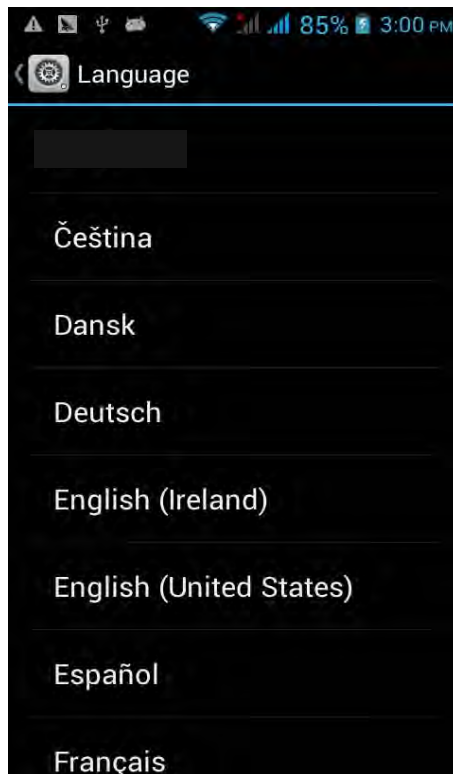 85% 3:00 PM
Language
Čeština
Dansk
Deutsch
English (Ireland)
English (United States)
Español
Français